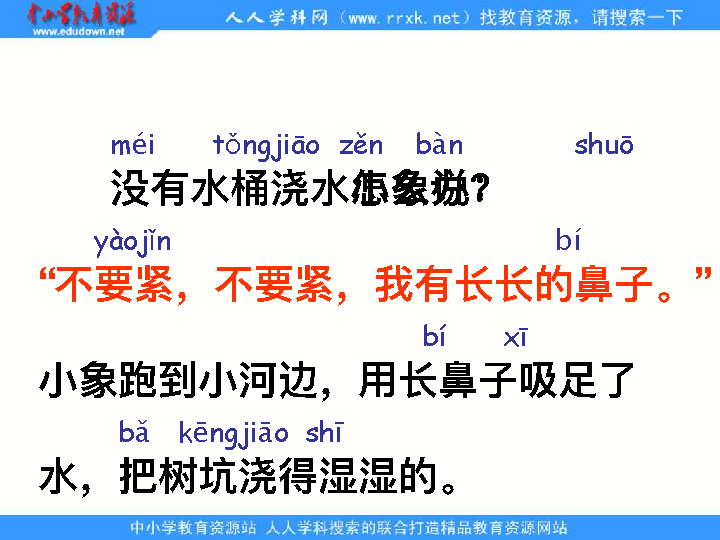 中小学教育资源站
www.edudown.net
人人学科网（www.rrxk.net）找教育资源，请搜索一下
méi tǒngjiāo zěn bàn shuō
没有水桶浇水怎么办？小象说
yàojǐn bí
“不要紧，不要紧，我有长长的鼻子。”
bí xī
小象跑到小河边，用长鼻子吸足了
bǎ kēngjiāo shī
水，把树坑浇得湿湿的。
中小学教育资源站 人人学科搜索的联合打造精品教育资源网站